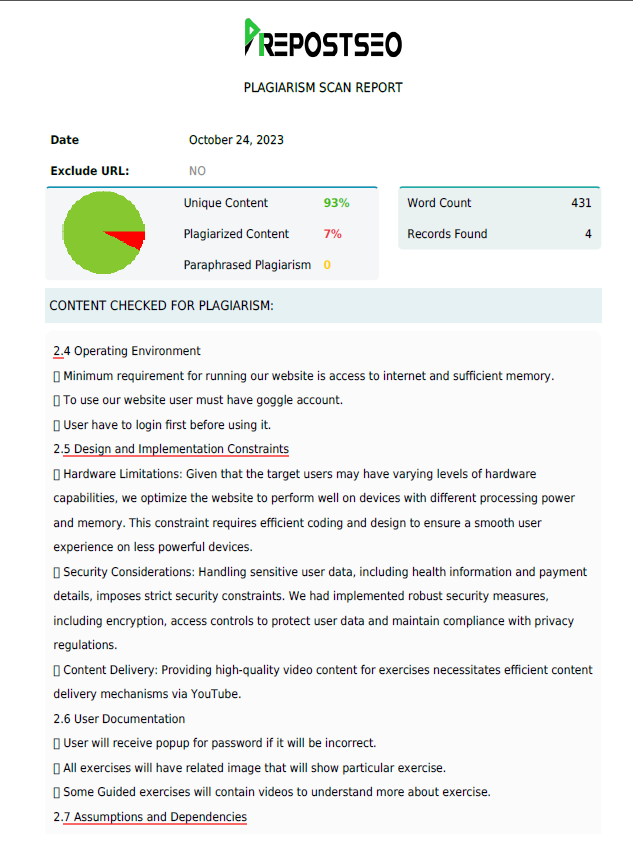 PREPOSTSEO
PLAGIARISM SCAN REPORT
Date October 24, 2023
Exclude URL: NO
Unique Content 93%
Plagiarized Content 7%
Paraphrased Plagiarism 0
Word Count 431
Records Found 4
CONTENT CHECKED FOR PLAGIARISM:
2.4 Operating Environment
▯ Minimum requirement for running our website is access to internet and sufficient memory.
▯ To use our website user must have goggle account.
▯ User have to login first before using it.
2.5 Design and Implementation Constraints
▯ Hardware Limitations: Given that the target users may have varying levels of hardware
capabilities, we optimize the website to perform well on devices with different processing power
and memory. This constraint requires efficient coding and design to ensure a smooth user
experience on less powerful devices.
▯ Security Considerations: Handling sensitive user data, including health information and payment
details, imposes strict security constraints. We had implemented robust security measures,
including encryption, access controls to protect user data and maintain compliance with privacy
regulations.
▯ Content Delivery: Providing high-quality video content for exercises necessitates efficient content
delivery mechanisms via YouTube.
2.6 User Documentation
▯ User will receive popup for password if it will be incorrect.
▯ All exercises will have related image that will show particular exercise.
▯ Some Guided exercises will contain videos to understand more about exercise.
2.7 Assumptions and Dependencies